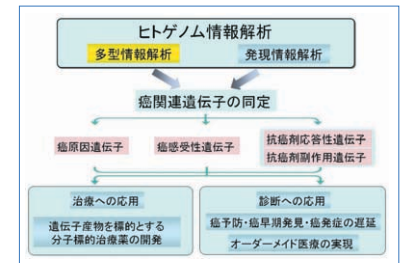 ヒトゲノム情報解析
多型情報解析
発現情報解析
癌関連遺伝子の同定
癌原因遺伝子
癌感受性遺伝子
抗癌剤応答性遺伝子
抗癌剤副作用遺伝子
治療への応用
遺伝子産物を標的とする
分子標的治療薬の開発
診断への応用
癌予防・癌早期発見・癌発症の遅延
オーダーメイド医療の実現